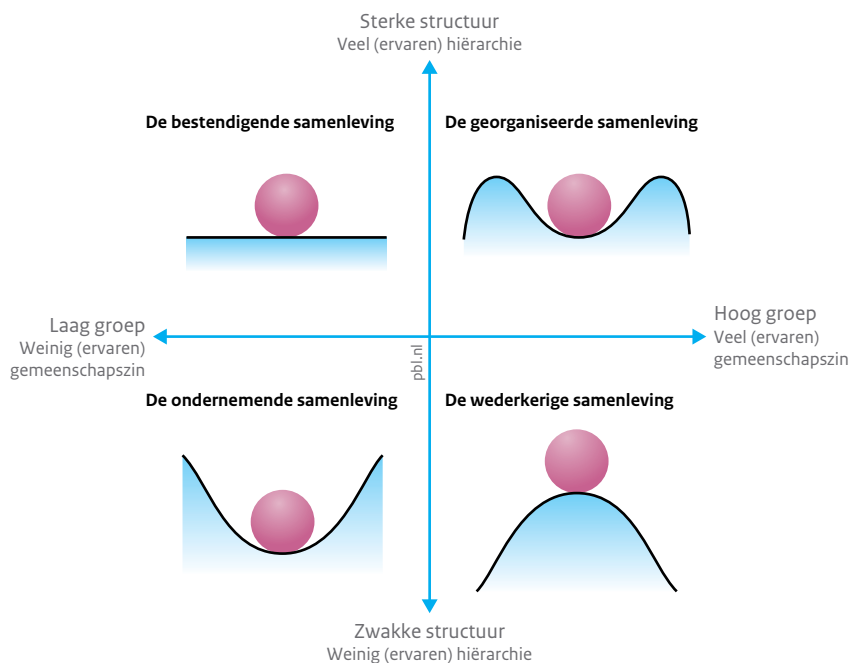 Sterke structuur
Veel (ervaren) hiërarchie
De bestendigende samenleving
De georganiseerde samenleving
Laag groep
Weinig (ervaren)
gemeenschapszin
Hoog groep
Veel (ervaren)
gemeenschapszin
pbl.nl
De ondernemende samenleving
De wederkerige samenleving
Zwakke structuur
Weinig (ervaren) hiërarchie